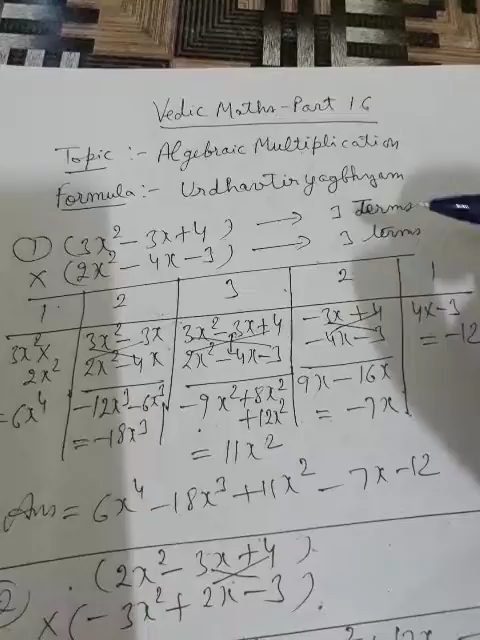 Vedic Maths-Part 16
Topic :- Algebraic Multiplication
Formula:- Urdhavtiryagbhyam
① (3x² - 3x + 4) → 3 Terms
× (2x² - 4x - 3) → 3 terms
1 2 3 2 1
3x² × 3x² - 3x 3x² - 3x + 4 -3x + 4 4x-3
2x² 2x² - 4x 2x² - 4x - 3 -4x - 3 = -12
= 6x⁴ -12x³ - 6x³ -9x² + 8x² 9x - 16x
= -18x³ + 12x² = -7x
= 11x²
Ans = 6x⁴ - 18x³ + 11x² - 7x - 12
2) (2x² - 3x + 4)
× (-3x² + 2x - 3)